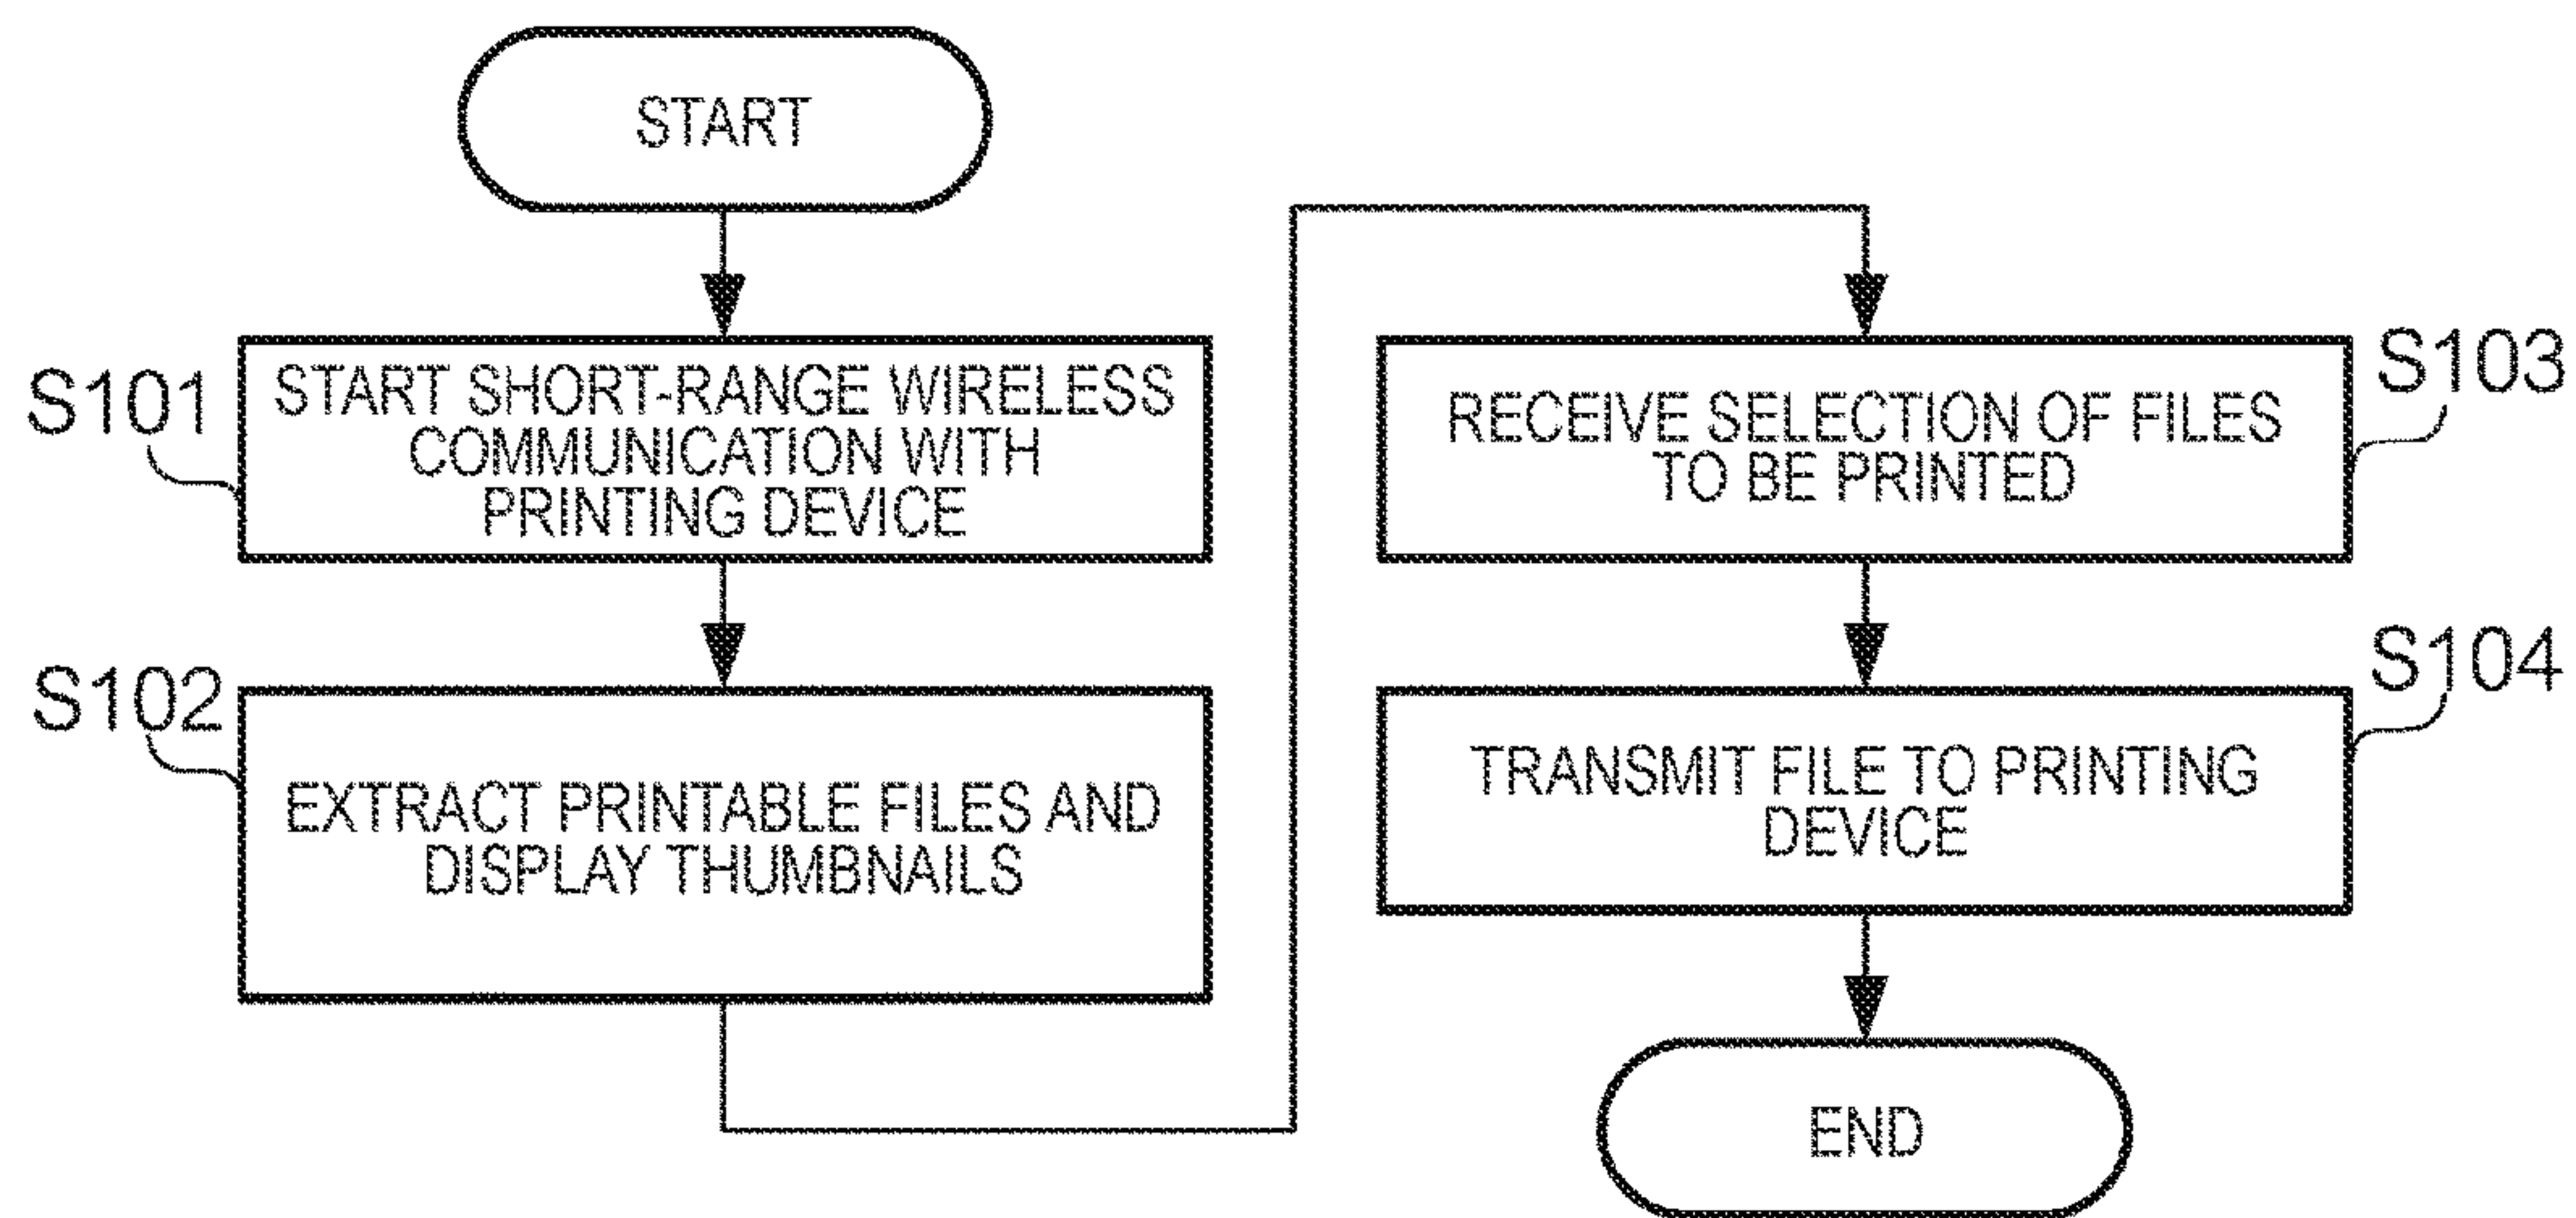 START
S101
START SHORT-RANGE WIRELESS
COMMUNICATION WITH
PRINTING DEVICE
S102
EXTRACT PRINTABLE FILES AND
DISPLAY THUMBNAILS
S103
RECEIVE SELECTION OF FILES
TO BE PRINTED
S104
TRANSMIT FILE TO PRINTING
DEVICE
END